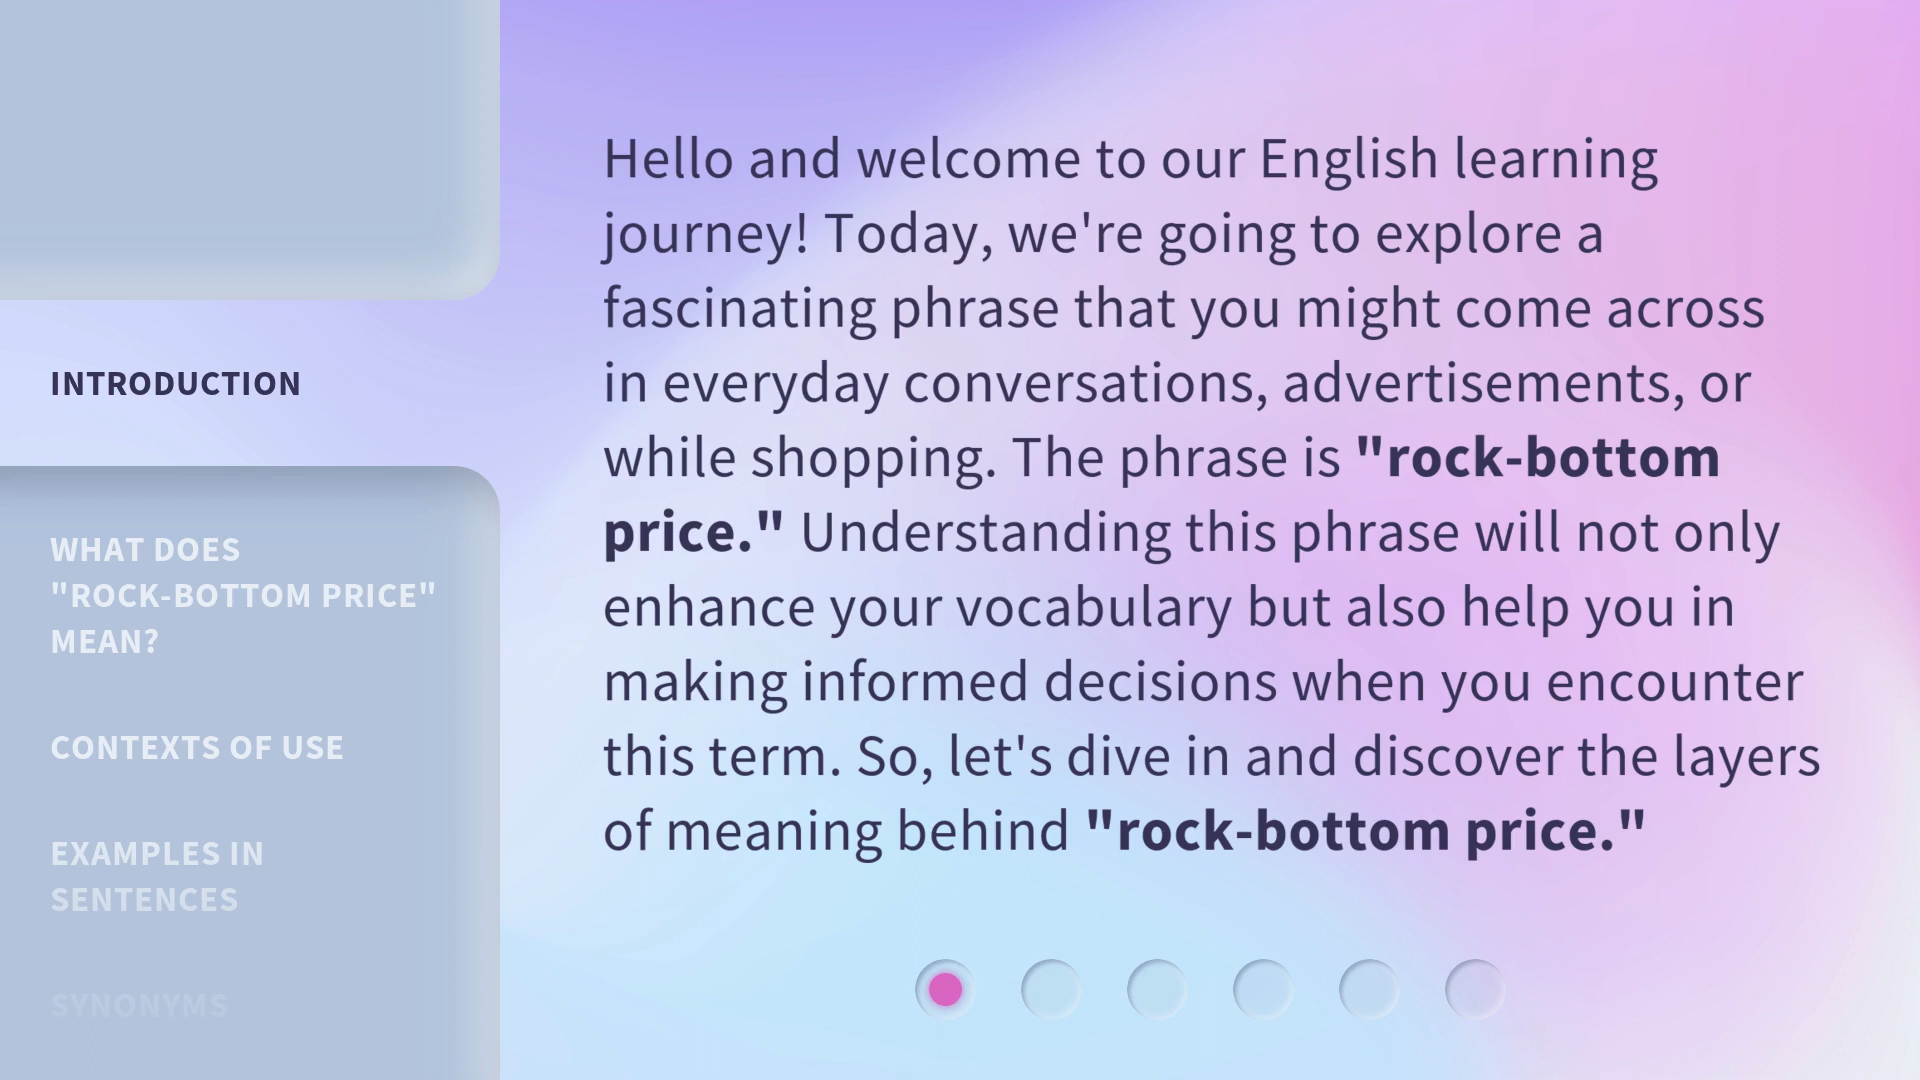 INTRODUCTION
WHAT DOES
"ROCK-BOTTOM PRICE"
MEAN?
CONTEXTS OF USE
EXAMPLES IN
SENTENCES
SYNONYMS
Hello and welcome to our English learning
journey! Today, we're going to explore a
fascinating phrase that you might come across
in everyday conversations, advertisements, or
while shopping. The phrase is "rock-bottom
price." Understanding this phrase will not only
enhance your vocabulary but also help you in
making informed decisions when you encounter
this term. So, let's dive in and discover the layers
of meaning behind "rock-bottom price."